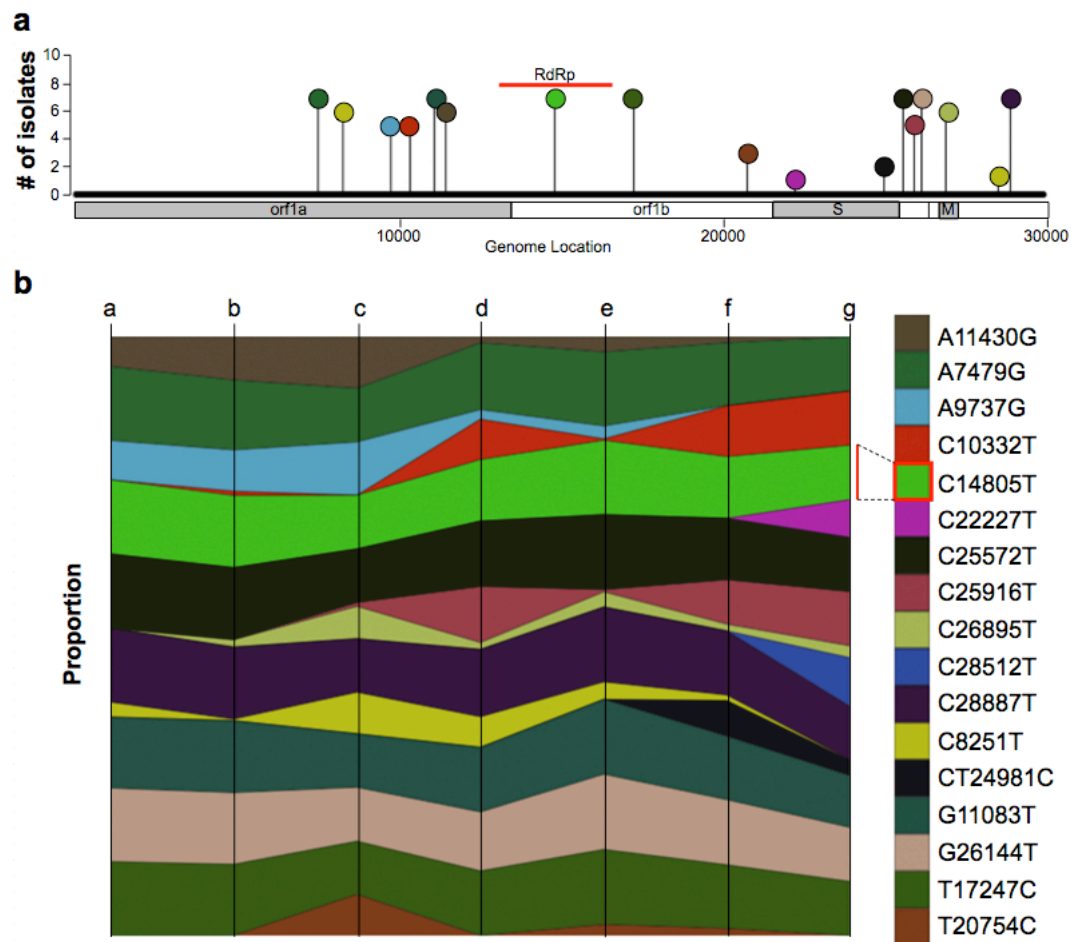 a
# of isolates
10
8
6
4
2
0
RdRp
orf1a
orf1b
S
M
10000
20000
30000
Genome Location
b
a b c d e f g
Proportion
A11430G
A7479G
A9737G
C10332T
C14805T
C22227T
C25572T
C25916T
C26895T
C28512T
C28887T
C8251T
CT24981C
G11083T
G26144T
T17247C
T20754C